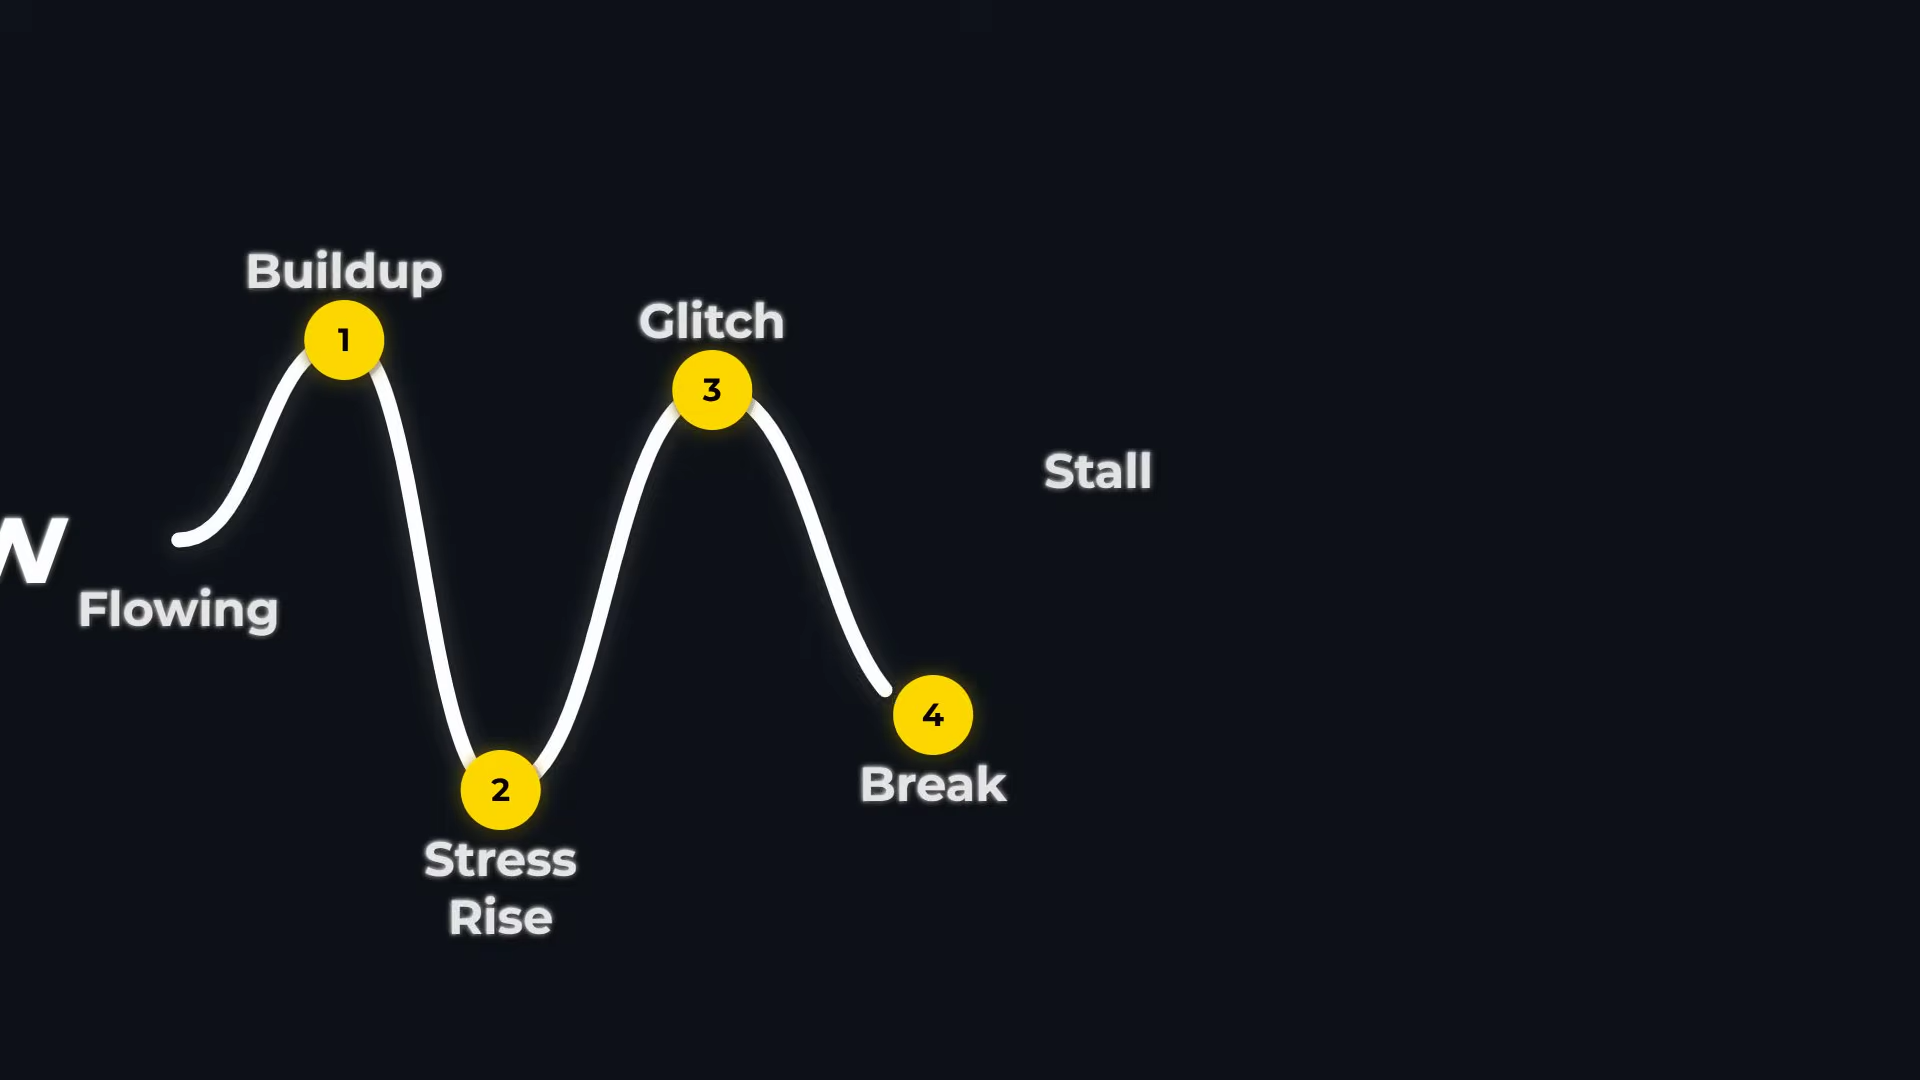 Buildup
1
Glitch
3
Stall
w
Flowing
4
Break
2
Stress
Rise